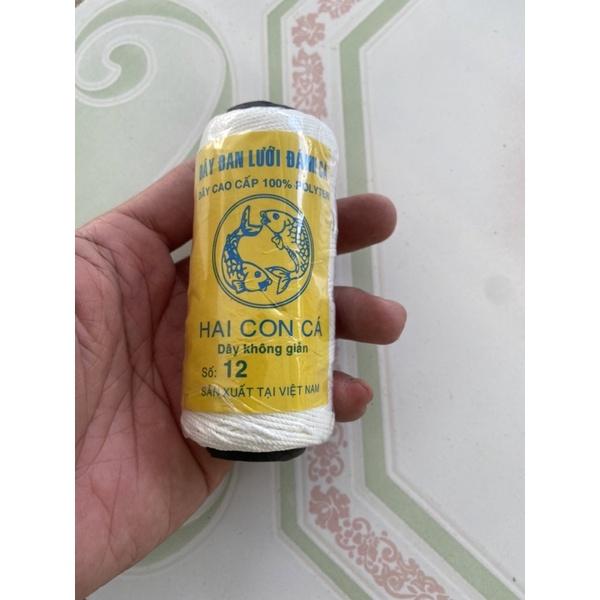 DÂY ĐAN LƯỚI ĐÁNH CÁ
DÂY CAO CẤP 100% POLYTER
HAI CON CÁ
Dây không giản
Số: 12
SẢN XUẤT TẠI VIỆT NAM